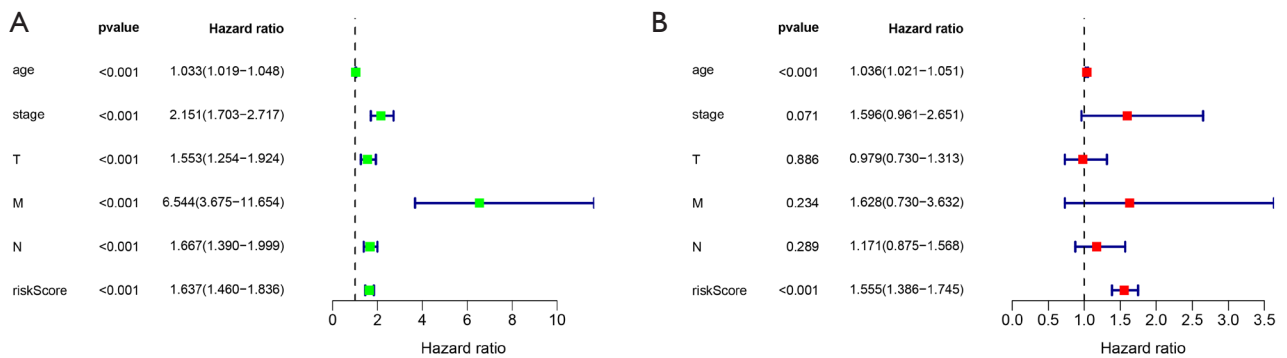 A
pvalue Hazard ratio
age <0.001 1.033(1.019−1.048)
stage <0.001 2.151(1.703−2.717)
T <0.001 1.553(1.254−1.924)
M <0.001 6.544(3.675−11.654)
N <0.001 1.667(1.390−1.999)
riskScore <0.001 1.637(1.460−1.836)
0 2 4 6 8 10
Hazard ratio
B
pvalue Hazard ratio
age <0.001 1.036(1.021−1.051)
stage 0.071 1.596(0.961−2.651)
T 0.886 0.979(0.730−1.313)
M 0.234 1.628(0.730−3.632)
N 0.289 1.171(0.875−1.568)
riskScore <0.001 1.555(1.386−1.745)
0.0 0.5 1.0 1.5 2.0 2.5 3.0 3.5
Hazard ratio